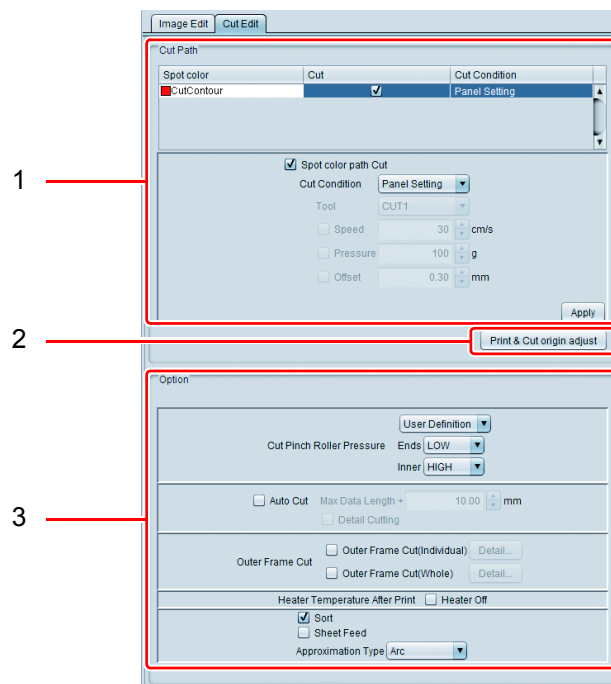 Image Edit Cut Edit
Cut Path
Spot color Cut Cut Condition
CutContour Panel Setting
1
Spot color path Cut
Cut Condition Panel Setting
Tool CUT1
Speed 30 cm/s
Pressure 100 g
Offset 0.30 mm
Apply
2
Print & Cut origin adjust
Option
User Definition
Cut Pinch Roller Pressure Ends LOW
Inner HIGH
3
Auto Cut Max Data Length + 10.00 mm
Detail Cutting
Outer Frame Cut
Outer Frame Cut(Individual) Detail...
Outer Frame Cut(Whole) Detail...
Heater Temperature After Print Heater Off
Sort
Sheet Feed
Approximation Type Arc